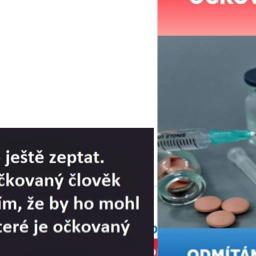 ještě zeptat.
čkovaný člověk
ím, že by ho mohl
teré je očkovaný
ODMÍTÁN